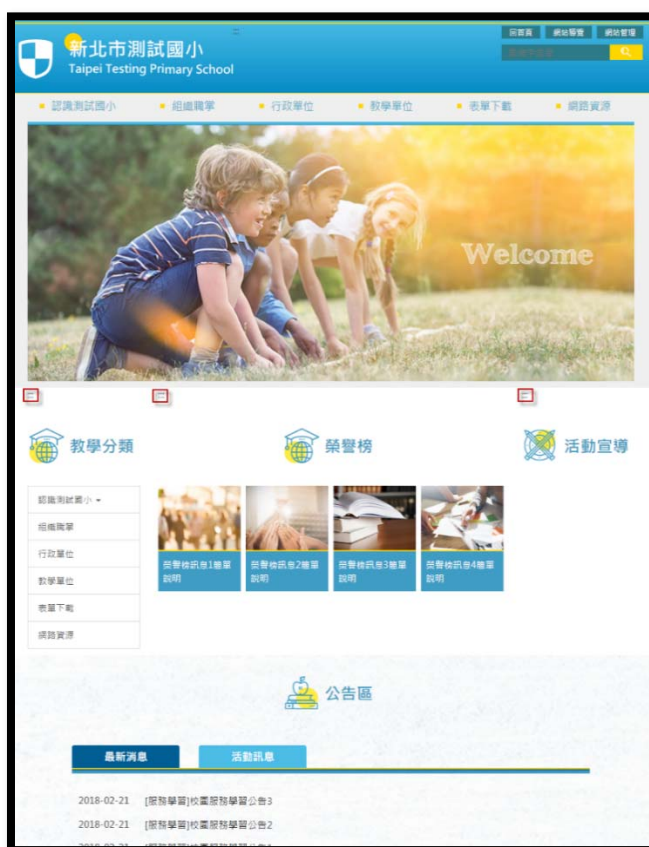 新北市測試國小
Taipei Testing Primary School
回首頁 網站導覽 網站管理
認識測試國小 組織職掌 行政單位 教學單位 表單下載 網路資源
Welcome
教學分類 榮譽榜 活動宣導
認識測試國小
組織職掌
行政單位
教學單位
表單下載
網路資源
榮譽榜訊息1簡單說明
榮譽榜訊息2簡單說明
榮譽榜訊息3簡單說明
榮譽榜訊息4簡單說明
公告區
最新消息 活動訊息
2018-02-21 [服務學習]校園服務學習公告3
2018-02-21 [服務學習]校園服務學習公告2